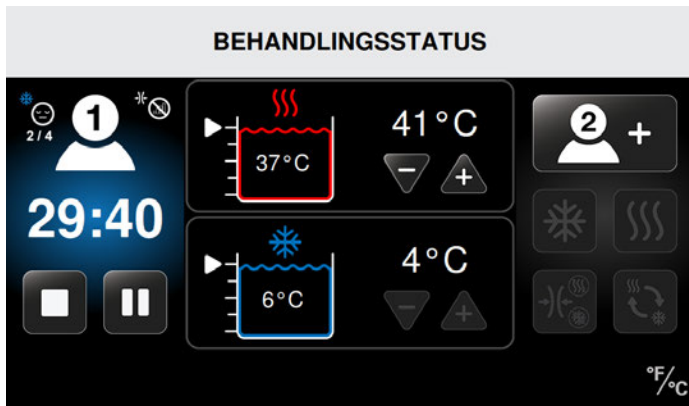 BEHANDLINGSSTATUS
1
2/4
29:40
41°C
37°C
4°C
6°C
2 +
°F/°C